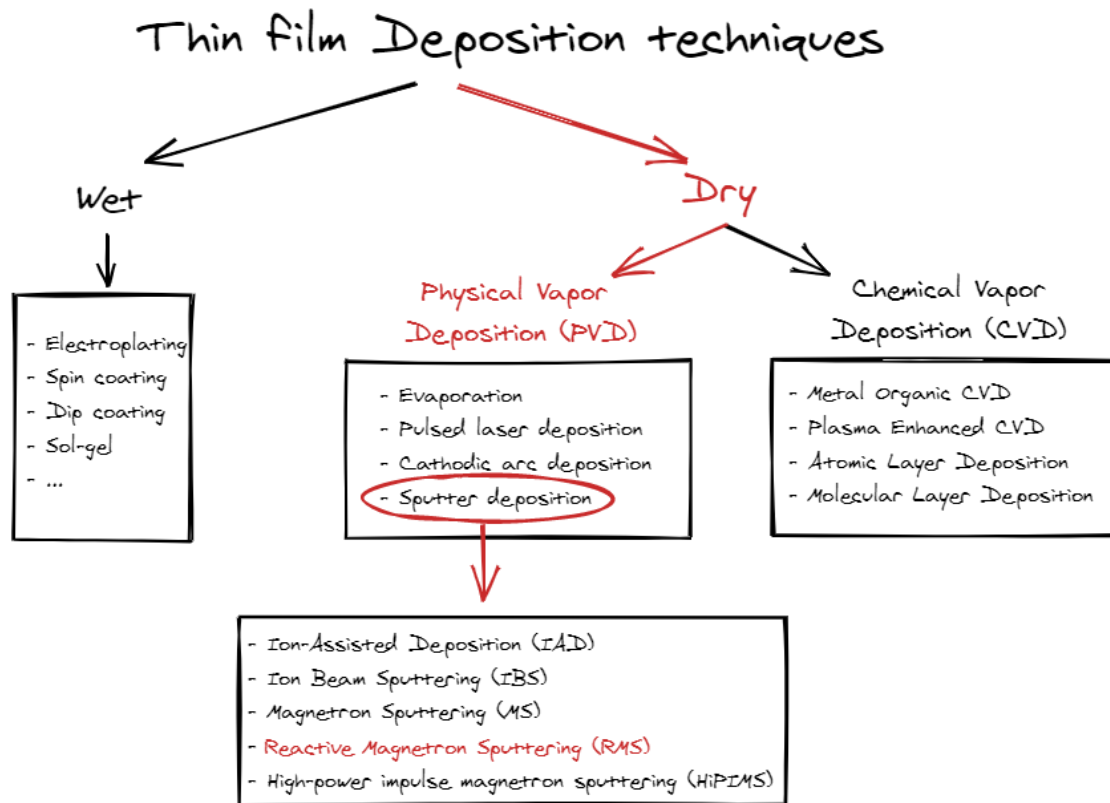 Thin film Deposition techniques
Wet
- Electroplating
- Spin coating
- Dip coating
- Sol-gel
- ...
Dry
Physical Vapor
Deposition (PVD)
- Evaporation
- Pulsed laser deposition
- Cathodic arc deposition
- Sputter deposition
Chemical Vapor
Deposition (CVD)
- Metal Organic CVD
- Plasma Enhanced CVD
- Atomic Layer Deposition
- Molecular Layer Deposition
- Ion-Assisted Deposition (IAD)
- Ion Beam Sputtering (IBS)
- Magnetron Sputtering (MS)
- Reactive Magnetron Sputtering (RMS)
- High-power impulse magnetron sputtering (HiPIMS)